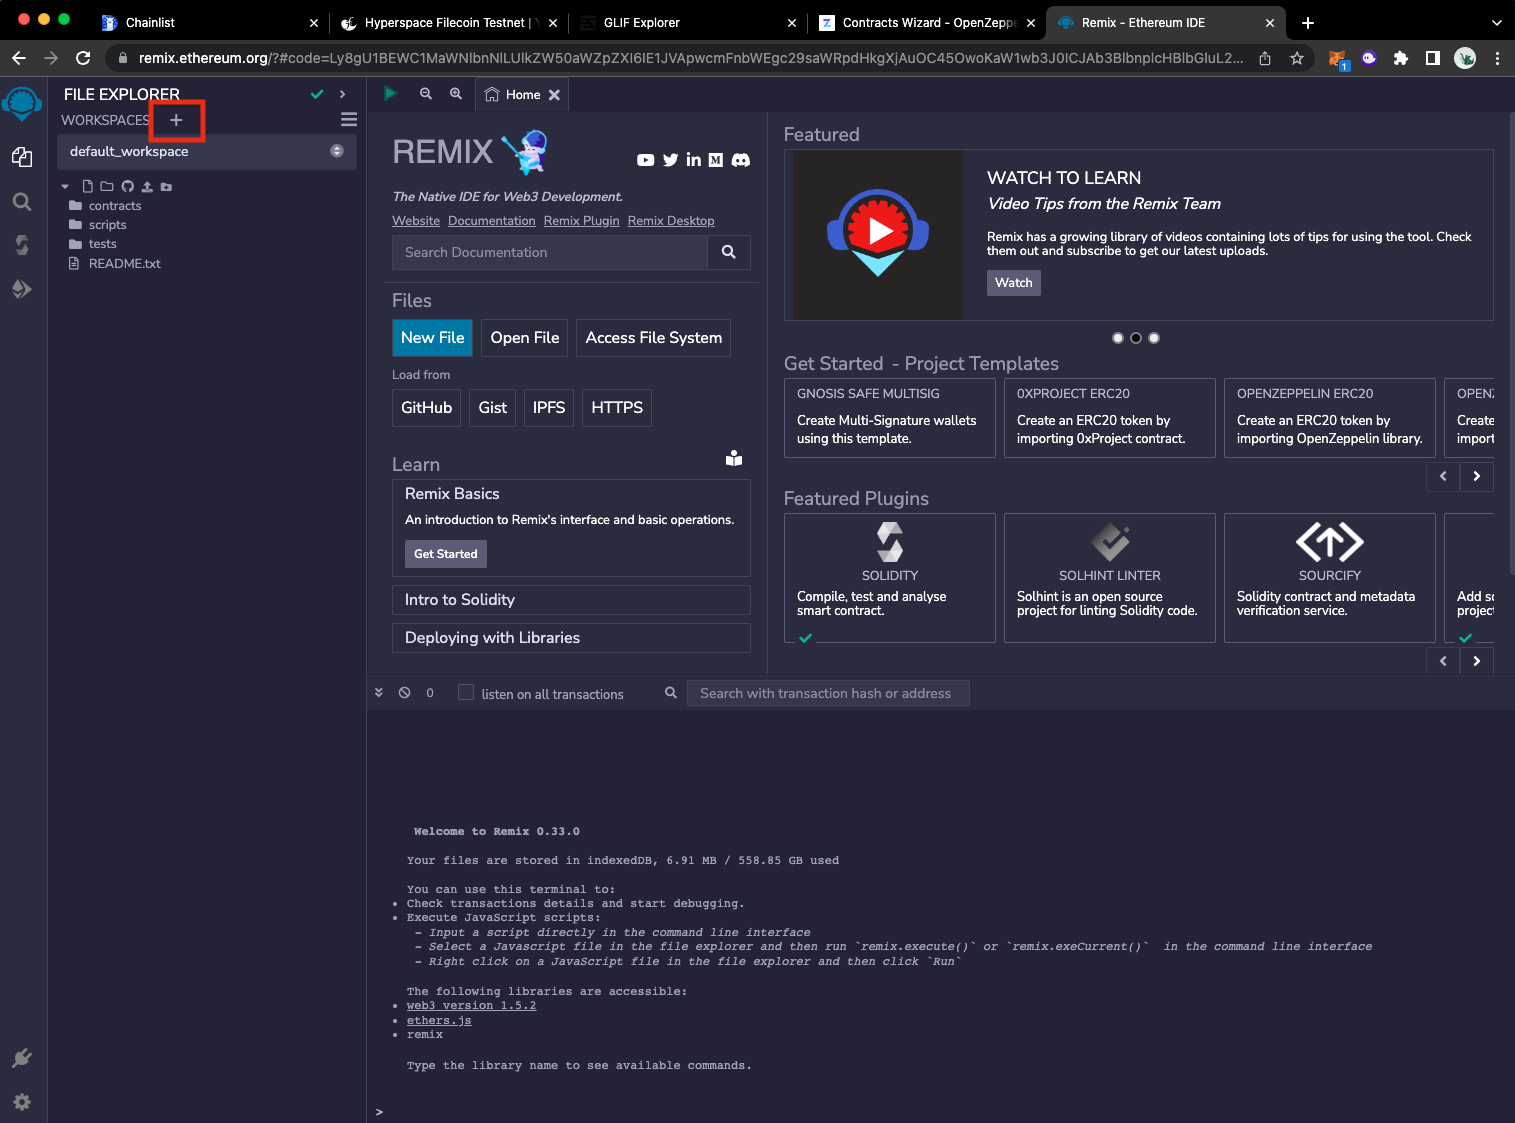 Chainlist
Hyperspace Filecoin Testnet |
GLIF Explorer
Contracts Wizard - OpenZeppe
Remix - Ethereum IDE
remix.ethereum.org/?#code=Ly8gU1BEWC1MaWNlbnNlLUlkZW50aWZpZXI6IE1JVApwcmFnbWEgc29saWRpdHkgXjAuOC45OwoKaW1wb3J0ICJAb3BlbnplcHBlbGluL2...
1
FILE EXPLORER
WORKSPACES +
default_workspace
contracts
scripts
tests
README.txt
Home
REMIX
The Native IDE for Web3 Development.
Website Documentation Remix Plugin Remix Desktop
Search Documentation
Files
New File Open File Access File System
Load from
GitHub Gist IPFS HTTPS
Learn
Remix Basics
An introduction to Remix's interface and basic operations.
Get Started
Intro to Solidity
Deploying with Libraries
Featured
WATCH TO LEARN
Video Tips from the Remix Team
Remix has a growing library of videos containing lots of tips for using the tool. Check
them out and subscribe to get our latest uploads.
Watch
Get Started - Project Templates
GNOSIS SAFE MULTISIG
Create Multi-Signature wallets
using this template.
0XPROJECT ERC20
Create an ERC20 token by
importing 0xProject contract.
OPENZEPPELIN ERC20
Create an ERC20 token by
importing OpenZeppelin library.
OPENZ
Create
import
Featured Plugins
SOLIDITY
Compile, test and analyse
smart contract.
SOLHINT LINTER
Solhint is an open source
project for linting Solidity code.
SOURCIFY
Solidity contract and metadata
verification service.
Add sc
project
0 listen on all transactions Search with transaction hash or address
Welcome to Remix 0.33.0
Your files are stored in indexedDB, 6.91 MB / 558.85 GB used
You can use this terminal to:
• Check transactions details and start debugging.
• Execute JavaScript scripts:
- Input a script directly in the command line interface
- Select a Javascript file in the file explorer and then run `remix.execute()` or `remix.exeCurrent()` in the command line interface
- Right click on a JavaScript file in the file explorer and then click `Run`
The following libraries are accessible:
• web3 version 1.5.2
• ethers.js
• remix
Type the library name to see available commands.
>